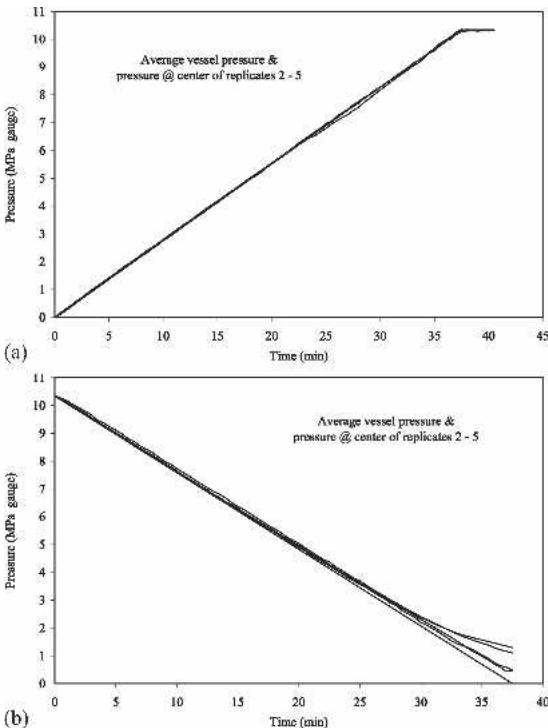 11
10
9
8
7
6
5
4
3
2
1
0
Pressure (MPa gauge)
Average vessel pressure &
pressure @ center of replicates 2 - 5
0 5 10 15 20 25 30 35 40 45
Time (min)
(a)
11
10
9
8
7
6
5
4
3
2
1
0
Pressure (MPa gauge)
Average vessel pressure &
pressure @ center of replicates 2 - 5
0 5 10 15 20 25 30 35 40
Time (min)
(b)